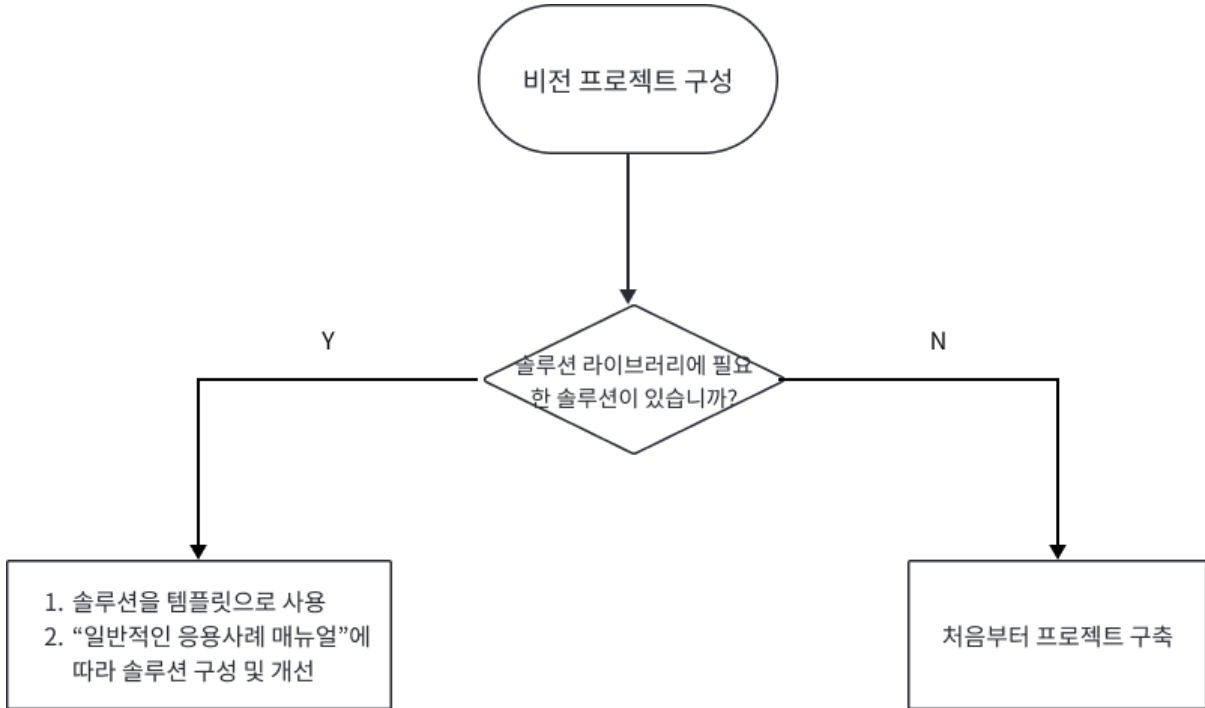 비전 프로젝트 구성
솔루션 라이브러리에 필요
한 솔루션이 있습니까?
Y
N
1. 솔루션을 템플릿으로 사용
2. “일반적인 응용사례 매뉴얼”에
따라 솔루션 구성 및 개선
처음부터 프로젝트 구축